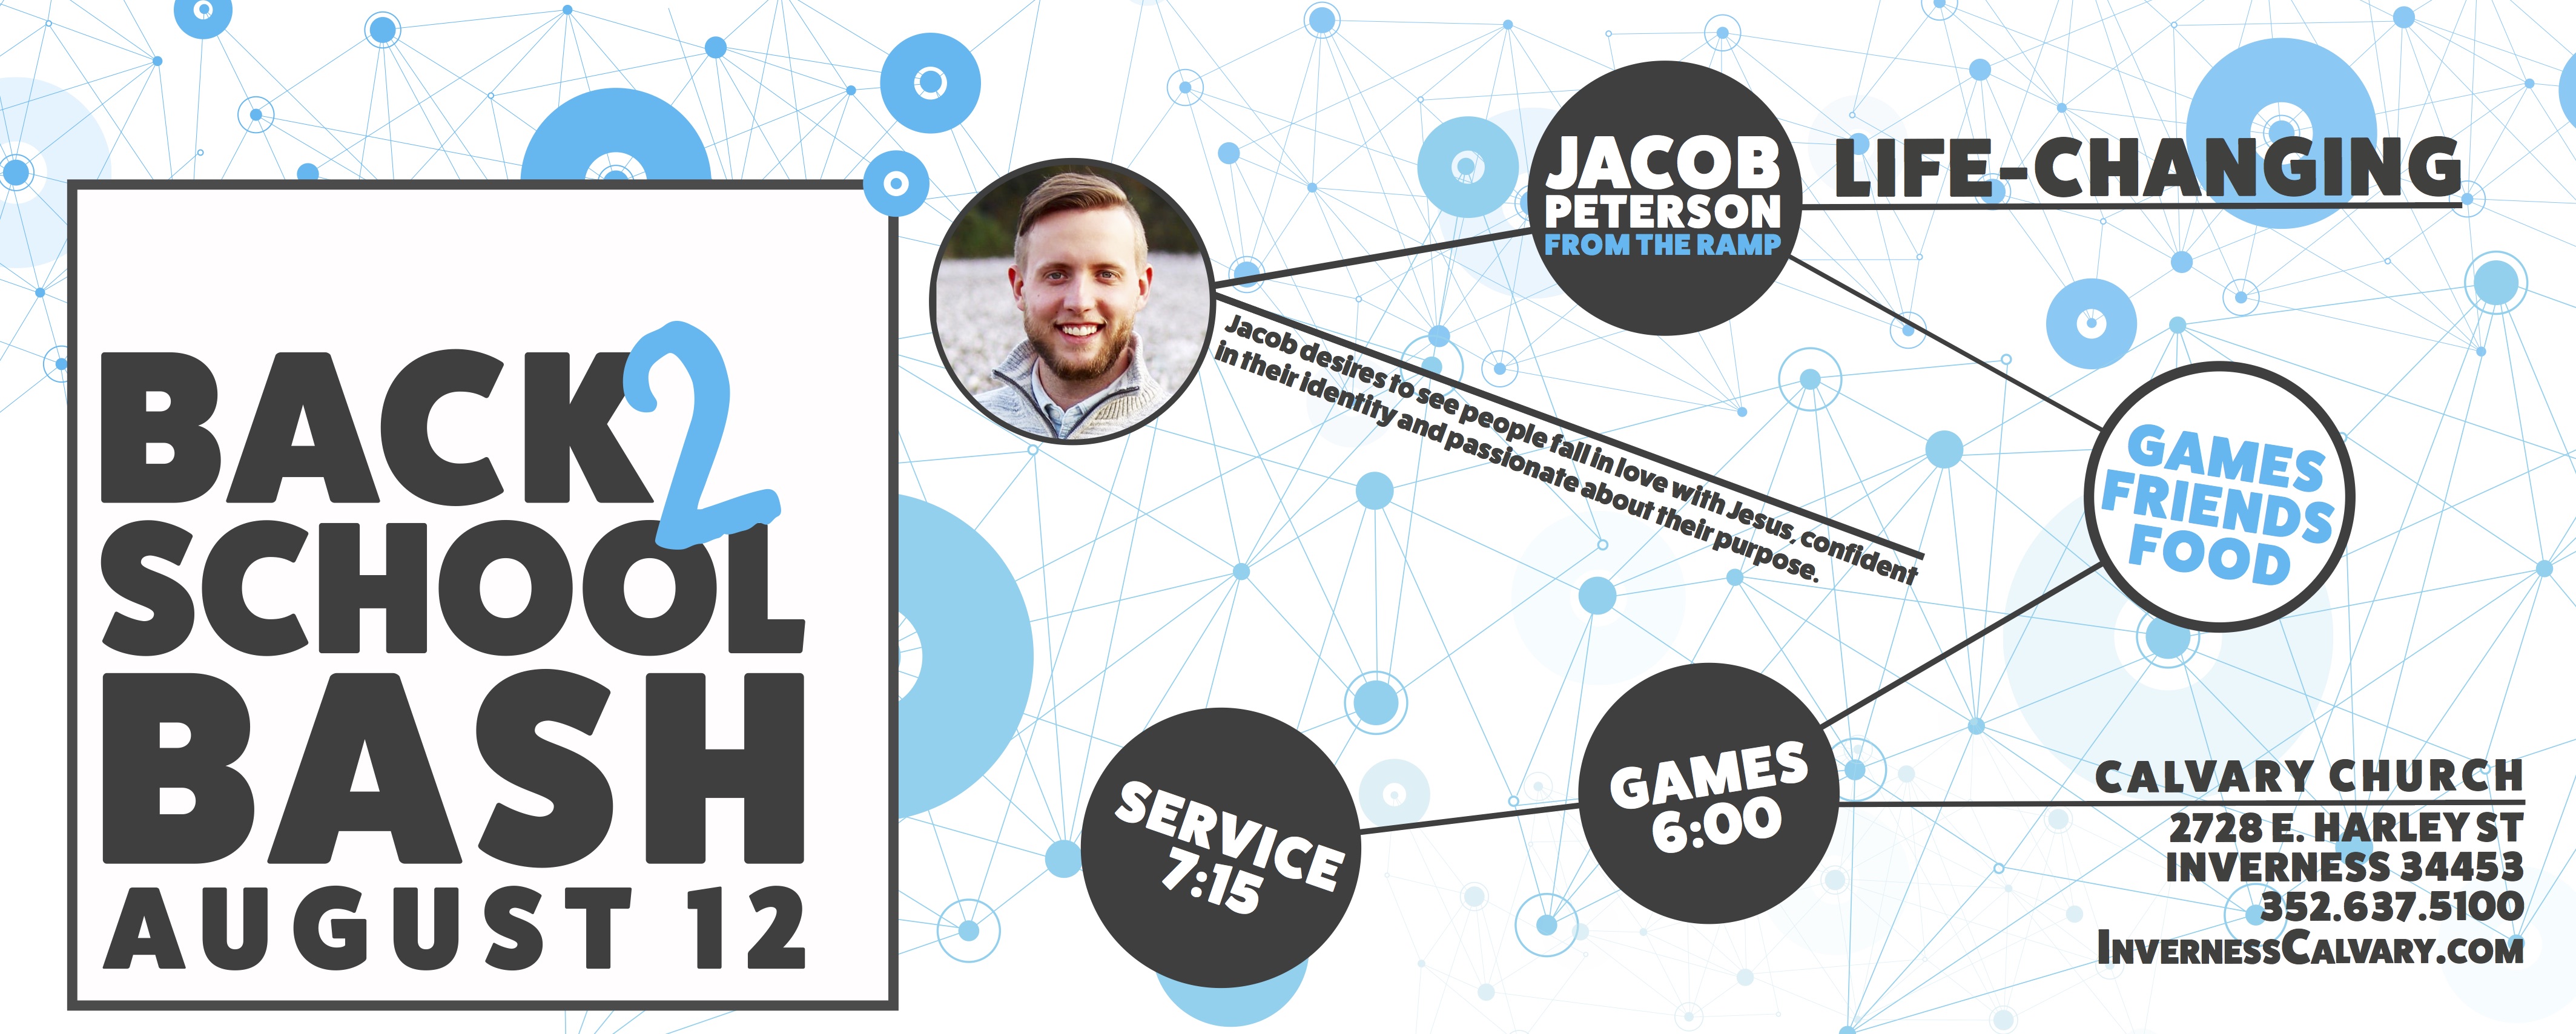 BACK 2
SCHOOL
BASH
AUGUST 12
JACOB
PETERSON
FROM THE RAMP
LIFE-CHANGING
Jacob desires to see people fall in love with Jesus, confident
in their identity and passionate about their purpose.
GAMES
FRIENDS
FOOD
GAMES
6:00
SERVICE
7:15
CALVARY CHURCH
2728 E. HARLEY ST
INVERNESS 34453
352.637.5100
INVERNESSCALVARY.COM